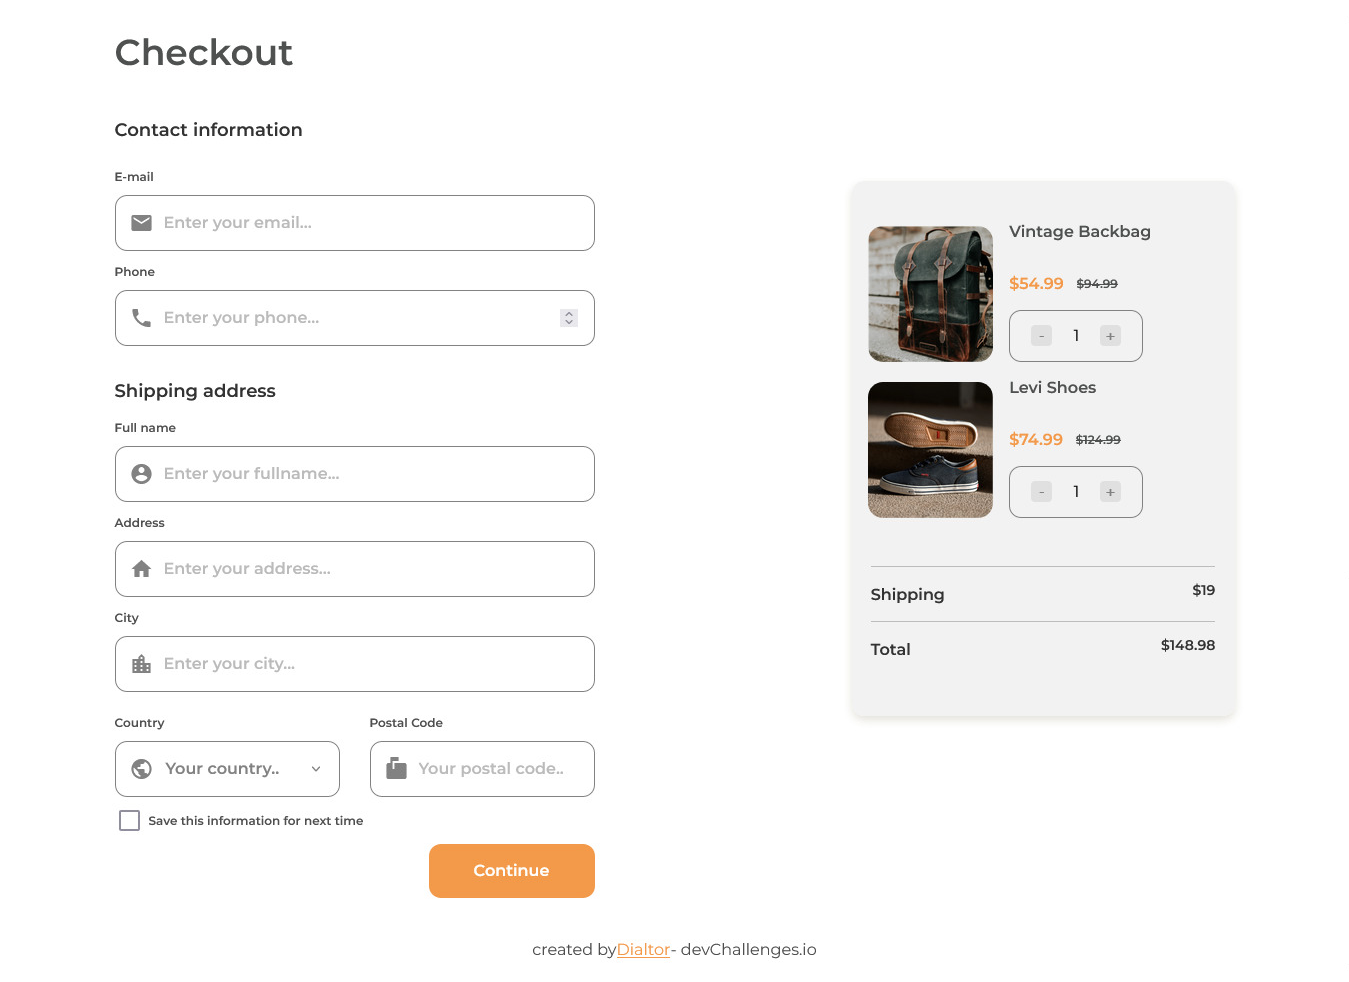 Checkout
Contact information
E-mail
Enter your email...
Phone
Enter your phone...
Shipping address
Full name
Enter your fullname...
Address
Enter your address...
City
Enter your city...
Country
Postal Code
Your country..
Your postal code..
Save this information for next time
Continue
Vintage Backbag
$54.99 $94.99
- 1 +
Levi Shoes
$74.99 $124.99
- 1 +
Shipping $19
Total $148.98
created byDialtor- devChallenges.io